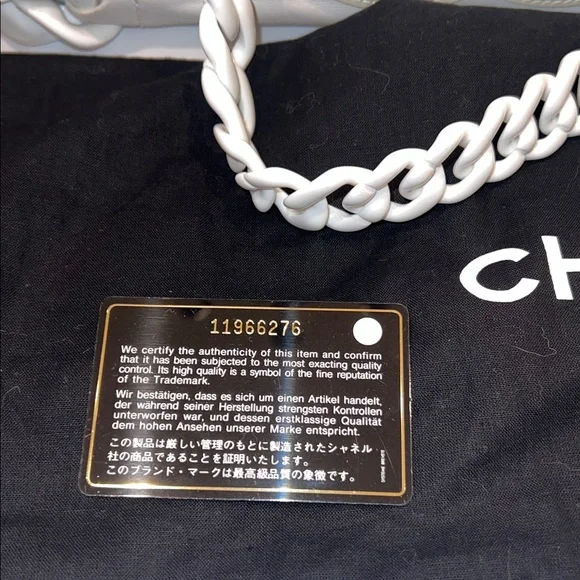 CH
11966276
We certify the authenticity of this item and confirm
that it has been subjected to the most exacting quality
control. Its high quality is a symbol of the fine reputation
of the Trademark.
Wir bestätigen, dass es sich um einen Artikel handelt,
der während seiner Herstellung strengsten Kontrollen
unterworfen war, und dessen erstklassige Qualität
dem hohen Ansehen unserer Marke entspricht.
この製品は厳しい管理のもとに製造されたシャネル
社の商品であることを証明いたします。
このブランド・マークは最高級品質の象徴です。